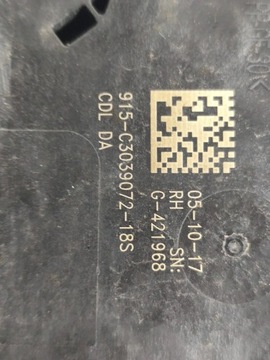 05-10-17 SN:
RH G-421968
915-C3039072-18S
CDL DA